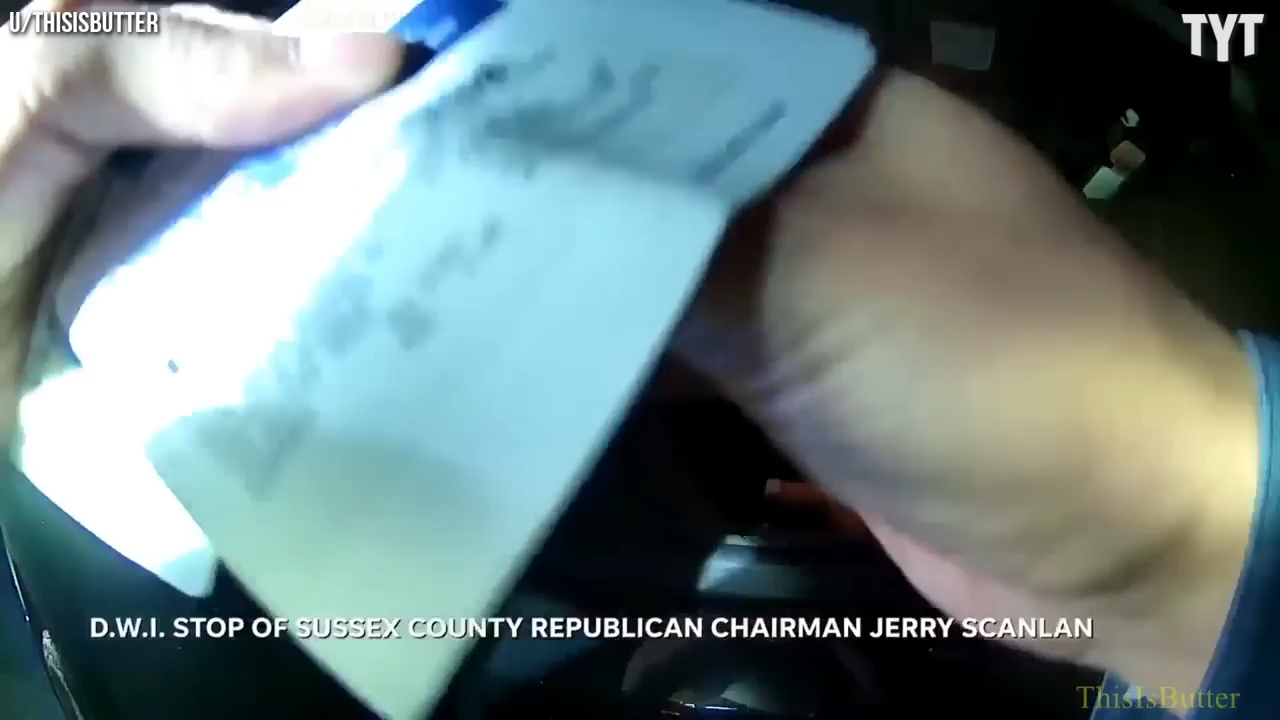 U/THISISBUTTER
TYT
D.W.I. STOP OF SUSSEX COUNTY REPUBLICAN CHAIRMAN JERRY SCANLAN
ThisIsButter